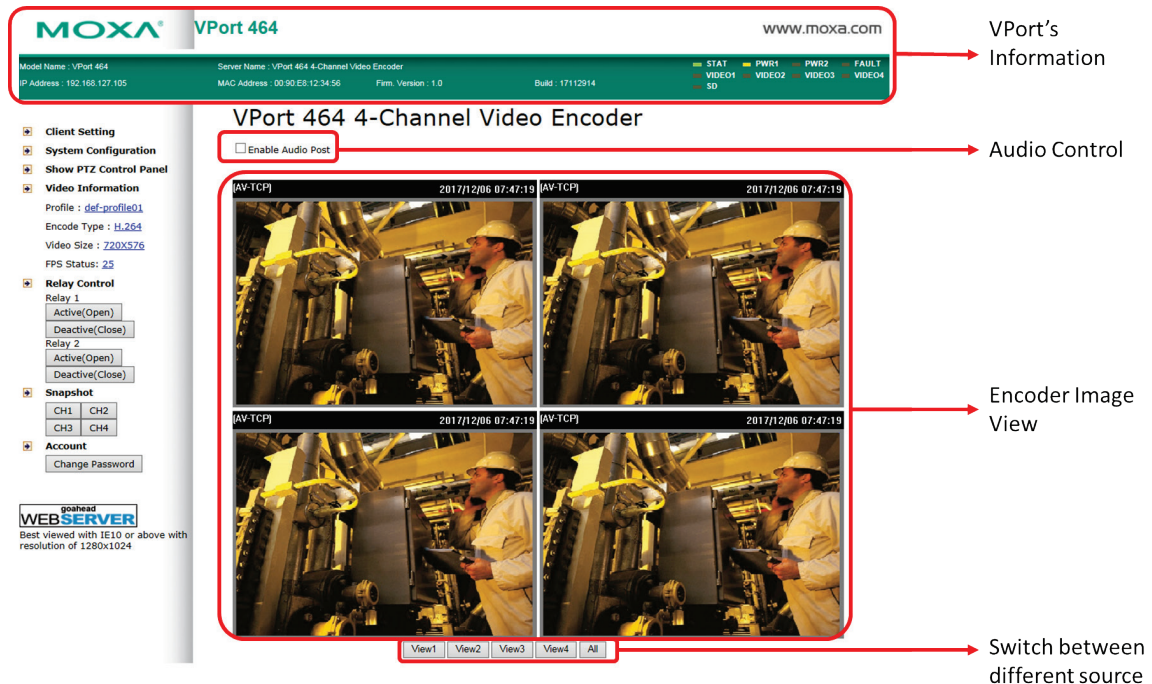 MOXA®
VPort 464
www.moxa.com
Model Name : VPort 464
Server Name : VPort 464 4-Channel Video Encoder
IP Address : 192.168.127.105
MAC Address : 00:90:E8:12:34:56
Firm. Version : 1.0
Build : 17112914
STAT PWR1 PWR2 FAULT
VIDEO1 VIDEO2 VIDEO3 VIDEO4
SD
VPort's
Information
VPort 464 4-Channel Video Encoder
Enable Audio Post
Audio Control
Client Setting
System Configuration
Show PTZ Control Panel
Video Information
Profile : def-profile01
Encode Type : H.264
Video Size : 720X576
FPS Status: 25
Relay Control
Relay 1
Active(Open)
Deactive(Close)
Relay 2
Active(Open)
Deactive(Close)
Snapshot
CH1 CH2
CH3 CH4
Account
Change Password
goahead
WEBSERVER
Best viewed with IE10 or above with
resolution of 1280x1024
(AV-TCP) 2017/12/06 07:47:19
(AV-TCP) 2017/12/06 07:47:19
(AV-TCP) 2017/12/06 07:47:19
(AV-TCP) 2017/12/06 07:47:19
Encoder Image
View
View1 View2 View3 View4 All
Switch between
different source